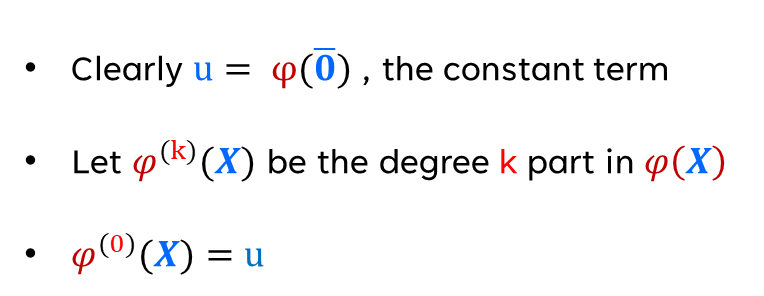 • Clearly u = φ(0̅) , the constant term
• Let φ⁽ᵏ⁾(X) be the degree k part in φ(X)
• φ⁽⁰⁾(X) = u